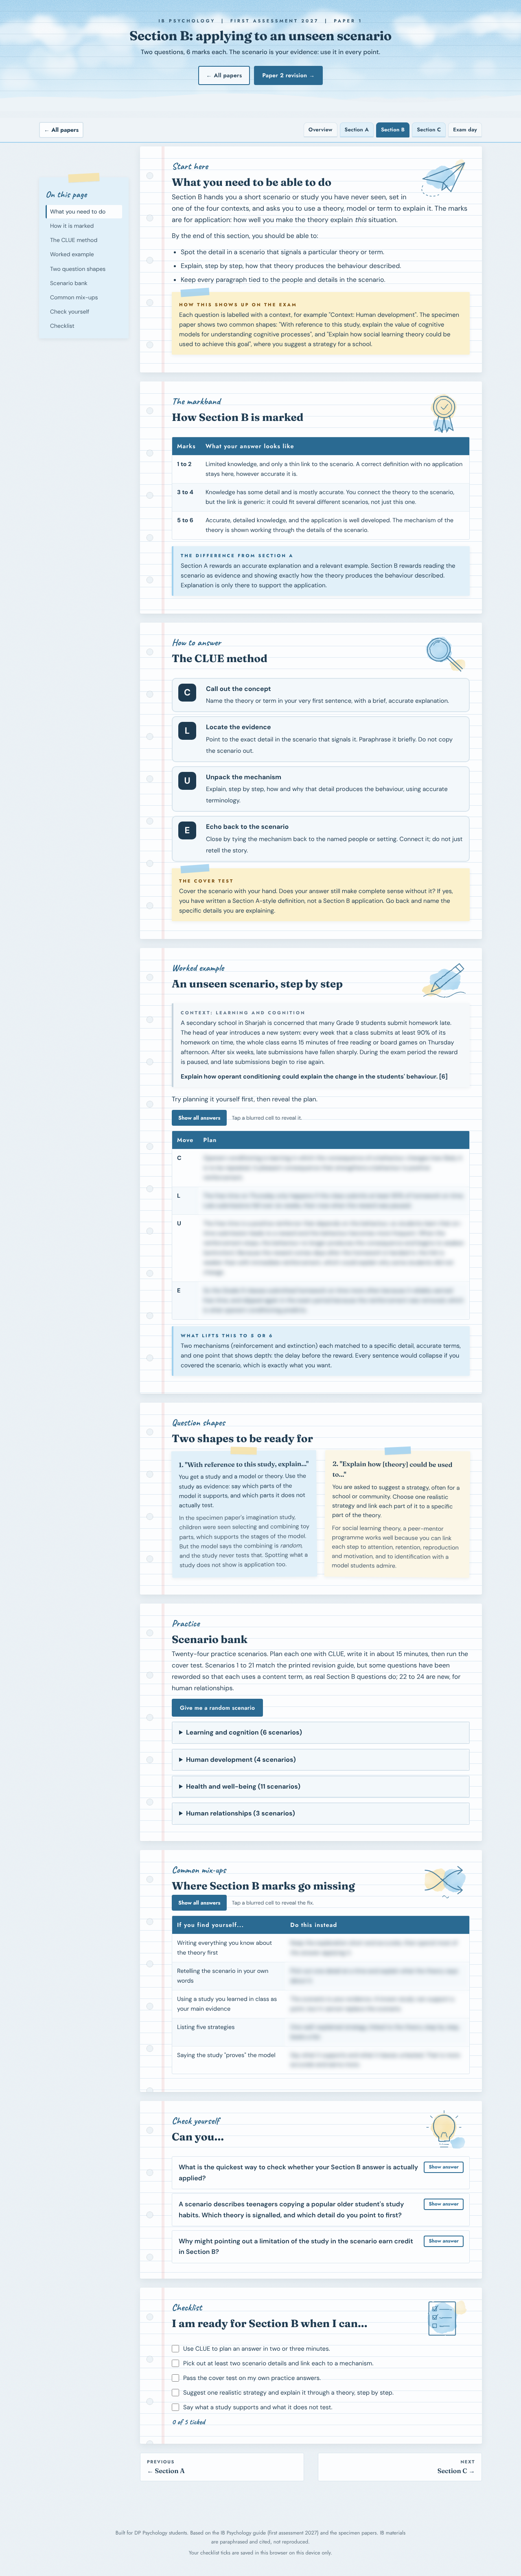 IB PSYCHOLOGY | FIRST ASSESSMENT 2027 | PAPER 1
Section B: applying to an unseen scenario
Two questions, 6 marks each. The scenario is your evidence: use it in every point.
← All papers
Paper 2 revision →
← All papers
Overview
Section A
Section B
Section C
Exam day
On this page
What you need to do
How it is marked
The CLUE method
Worked example
Two question shapes
Scenario bank
Common mix-ups
Check yourself
Checklist
Start here
What you need to be able to do
Section B hands you a short scenario or study you have never seen, set in
one of the four contexts, and asks you to use a theory, model or term to explain it. The marks
are for application: how well you make the theory explain this situation.
By the end of this section, you should be able to:
• Spot the detail in a scenario that signals a particular theory or term.
• Explain, step by step, how that theory produces the behaviour described.
• Keep every paragraph tied to the people and details in the scenario.
HOW THIS SHOWS UP ON THE EXAM
Each question is labelled with a context, for example "Context: Human development". The specimen
paper shows two common shapes: "With reference to this study, explain the value of cognitive
models for understanding cognitive processes", and "Explain how social learning theory could be
used to achieve this goal", where you suggest a strategy for a school.
The markband
How Section B is marked
Marks What your answer looks like
1 to 2 Limited knowledge, and only a thin link to the scenario. A correct definition with no application
stays here, however accurate it is.
3 to 4 Knowledge has some detail and is mostly accurate. You connect the theory to the scenario,
but the link is generic: it could fit several different scenarios, not just this one.
5 to 6 Accurate, detailed knowledge, and the application is well developed. The mechanism of the
theory is shown working through the details of the scenario.
THE DIFFERENCE FROM SECTION A
Section A rewards an accurate explanation and a relevant example. Section B rewards reading the
scenario as evidence and showing exactly how the theory produces the behaviour described.
Explanation is only there to support the application.
How to answer
The CLUE method
C
Call out the concept
Name the theory or term in your very first sentence, with a brief, accurate explanation.
L
Locate the evidence
Point to the exact detail in the scenario that signals it. Paraphrase it briefly. Do not copy
the scenario out.
U
Unpack the mechanism
Explain, step by step, how and why that detail produces the behaviour, using accurate
terminology.
E
Echo back to the scenario
Close by tying the mechanism back to the named people or setting. Connect it; do not just
retell the story.
THE COVER TEST
Cover the scenario with your hand. Does your answer still make complete sense without it? If yes,
you have written a Section A-style definition, not a Section B application. Go back and name the
specific details you are explaining.
Worked example
An unseen scenario, step by step
CONTEXT: LEARNING AND COGNITION
A secondary school in Sharjah is concerned that many Grade 9 students submit homework late.
The head of year introduces a new system: every week that a class submits at least 90% of its
homework on time, the whole class earns 15 minutes of free reading or board games on Thursday
afternoon. After six weeks, late submissions have fallen sharply. During the exam period the reward
is paused, and late submissions begin to rise again.
Explain how operant conditioning could explain the change in the students' behaviour. [6]
Try planning it yourself first, then reveal the plan.
Show all answers
Tap a blurred cell to reveal it.
Move Plan
C
L
U
E
WHAT LIFTS THIS TO 5 OR 6
Two mechanisms (reinforcement and extinction) each matched to a specific detail, accurate terms,
and one point that shows depth: the delay before the reward. Every sentence would collapse if you
covered the scenario, which is exactly what you want.
Question shapes
Two shapes to be ready for
1. "With reference to this study, explain..."
You get a study and a model or theory. Use the
study as evidence: say which parts of the
model it supports, and which parts it does not
actually test.
In the specimen paper's imagination study,
children were seen selecting and combining toy
parts, which supports the stages of the model.
But the model says the combining is random,
and the study never tests that. Spotting what a
study does not show is application too.
2. "Explain how [theory] could be used
to..."
You are asked to suggest a strategy, often for a
school or community. Choose one realistic
strategy and link each part of it to a specific
part of the theory.
For social learning theory, a peer-mentor
programme works well because you can link
each step to attention, retention, reproduction
and motivation, and to identification with a
model students admire.
Practice
Scenario bank
Twenty-four practice scenarios. Plan each one with CLUE, write it in about 15 minutes, then run the
cover test. Scenarios 1 to 21 match the printed revision guide, but some questions have been
reworded so that each uses a content term, as real Section B questions do; 22 to 24 are new, for
human relationships.
Give me a random scenario
▶ Learning and cognition (6 scenarios)
▶ Human development (4 scenarios)
▶ Health and well-being (11 scenarios)
▶ Human relationships (3 scenarios)
Common mix-ups
Where Section B marks go missing
Show all answers
Tap a blurred cell to reveal the fix.
If you find yourself... Do this instead
Writing everything you know about
the theory first
Retelling the scenario in your own
words
Using a study you learned in class as
your main evidence
Listing five strategies
Saying the study "proves" the model
Check yourself
Can you...
What is the quickest way to check whether your Section B answer is actually
applied?
Show answer
A scenario describes teenagers copying a popular older student's study
habits. Which theory is signalled, and which detail do you point to first?
Show answer
Why might pointing out a limitation of the study in the scenario earn credit
in Section B?
Show answer
Checklist
I am ready for Section B when I can...
Use CLUE to plan an answer in two or three minutes.
Pick out at least two scenario details and link each to a mechanism.
Pass the cover test on my own practice answers.
Suggest one realistic strategy and explain it through a theory, step by step.
Say what a study supports and what it does not test.
0 of 5 ticked
PREVIOUS
← Section A
NEXT
Section C →
Built for DP Psychology students. Based on the IB Psychology guide (first assessment 2027) and the specimen papers. IB materials
are paraphrased and cited, not reproduced.
Your checklist ticks are saved in this browser on this device only.